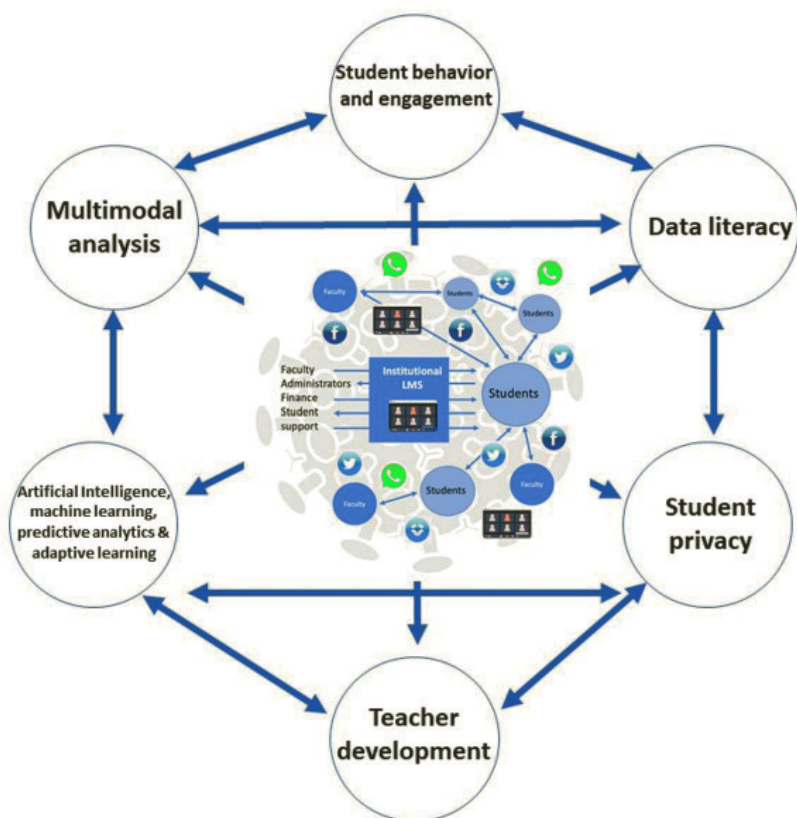 Student behavior
and engagement
Multimodal
analysis
Data literacy
Faculty
Students
Students
Faculty
Administrators
Finance
Student
support
Institutional
LMS
Students
Faculty
Students
Faculty
Artificial Intelligence,
machine learning,
predictive analytics &
adaptive learning
Student
privacy
Teacher
development